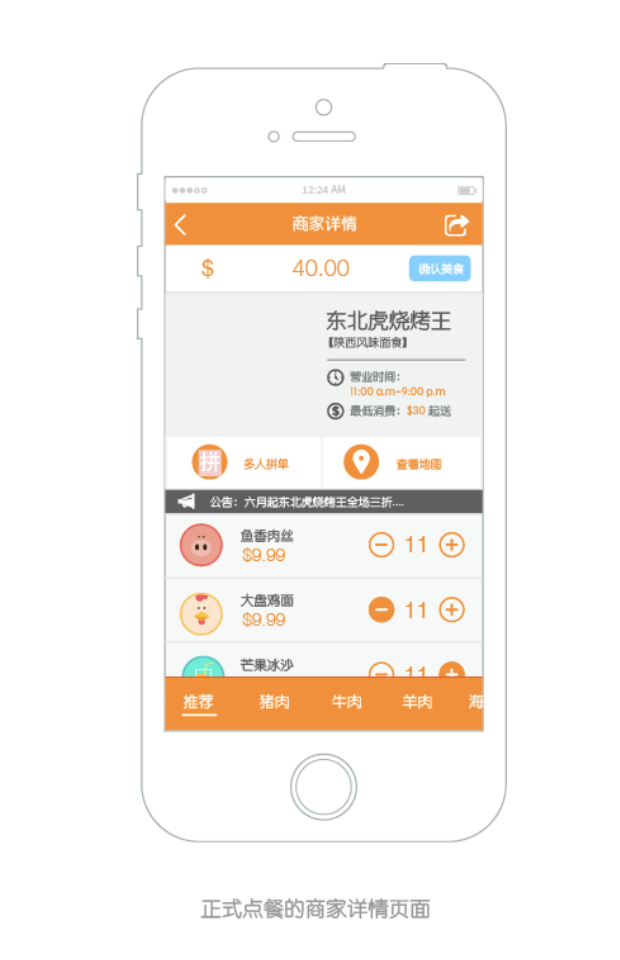 12:24 AM
商家详情
$ 40.00 确认美食
东北虎烧烤王
【陕西风味面食】
营业时间：
11:00 a.m-9:00 p.m
最低消费：$30 起送
拼 多人拼单 查看地图
公告：六月起东北虎烧烤王全场三折....
鱼香肉丝
$9.99
11
大盘鸡面
$9.99
11
芒果冰沙
11
推荐 猪肉 牛肉 羊肉 海
正式点餐的商家详情页面